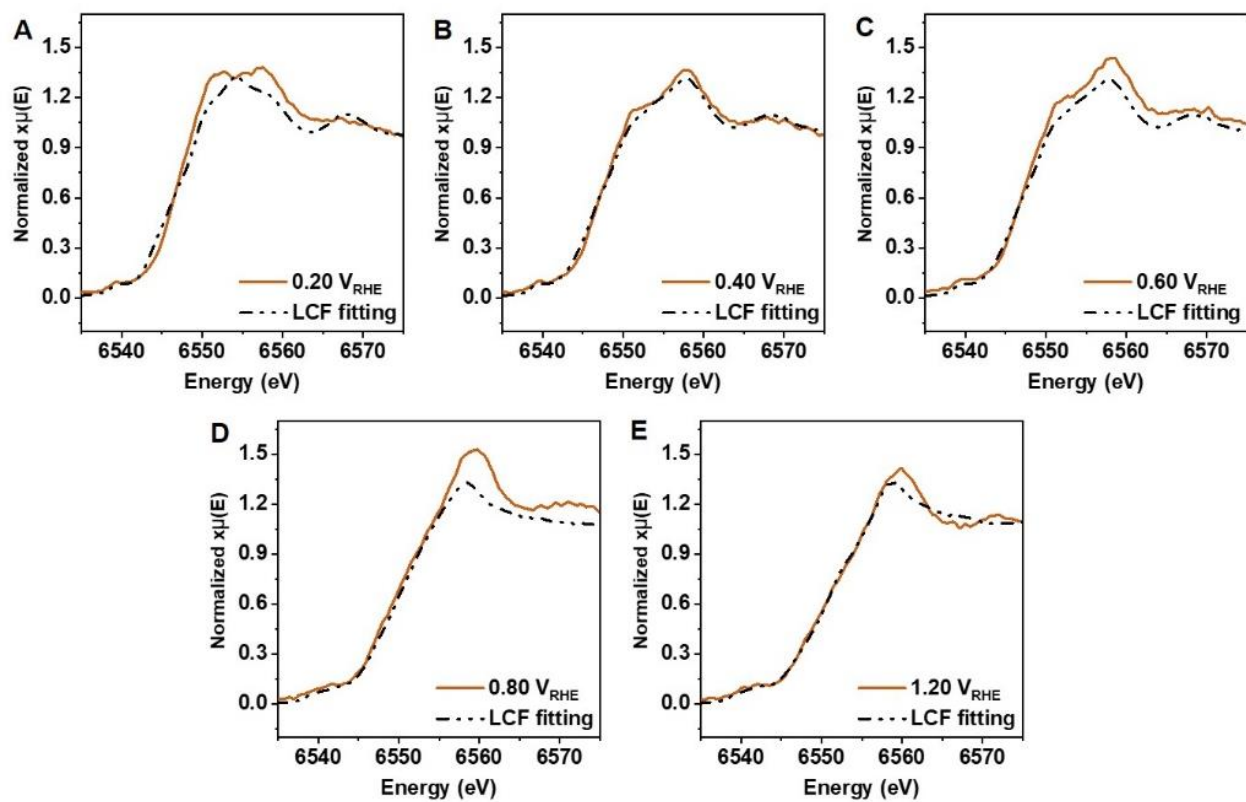 A
Normalized xμ(E)
1.5
1.2
0.9
0.6
0.3
0.0
0.20 V_RHE
LCF fitting
6540 6550 6560 6570
Energy (eV)
B
Normalized xμ(E)
1.5
1.2
0.9
0.6
0.3
0.0
0.40 V_RHE
LCF fitting
6540 6550 6560 6570
Energy (eV)
C
Normalized xμ(E)
1.5
1.2
0.9
0.6
0.3
0.0
0.60 V_RHE
LCF fitting
6540 6550 6560 6570
Energy (eV)
D
Normalized xμ(E)
1.5
1.2
0.9
0.6
0.3
0.0
0.80 V_RHE
LCF fitting
6540 6550 6560 6570
Energy (eV)
E
Normalized xμ(E)
1.5
1.2
0.9
0.6
0.3
0.0
1.20 V_RHE
LCF fitting
6540 6550 6560 6570
Energy (eV)